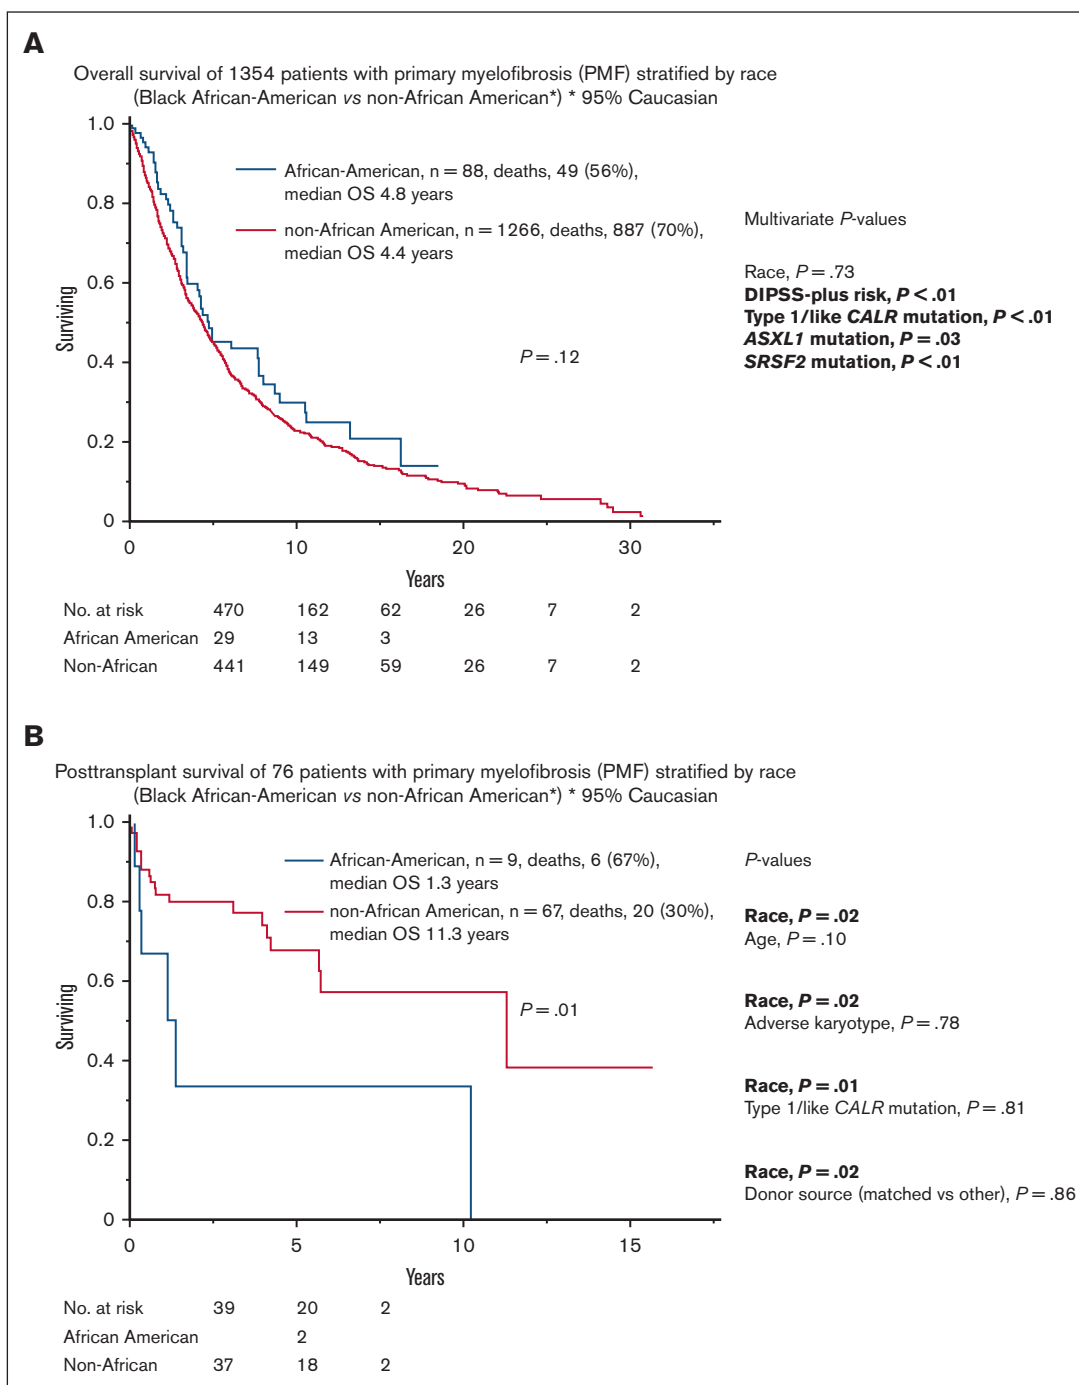 A
Overall survival of 1354 patients with primary myelofibrosis (PMF) stratified by race
(Black African-American vs non-African American*) * 95% Caucasian
1.0
0.8
0.6
0.4
0.2
0
Surviving
African-American, n = 88, deaths, 49 (56%),
median OS 4.8 years
non-African American, n = 1266, deaths, 887 (70%),
median OS 4.4 years
P = .12
Multivariate P-values
Race, P = .73
DIPSS-plus risk, P < .01
Type 1/like CALR mutation, P < .01
ASXL1 mutation, P = .03
SRSF2 mutation, P < .01
0 10 20 30
Years
No. at risk 470 162 62 26 7 2
African American 29 13 3
Non-African 441 149 59 26 7 2
B
Posttransplant survival of 76 patients with primary myelofibrosis (PMF) stratified by race
(Black African-American vs non-African American*) * 95% Caucasian
1.0
0.8
0.6
0.4
0.2
0
Surviving
African-American, n = 9, deaths, 6 (67%),
median OS 1.3 years
non-African American, n = 67, deaths, 20 (30%),
median OS 11.3 years
P = .01
P-values
Race, P = .02
Age, P = .10
Race, P = .02
Adverse karyotype, P = .78
Race, P = .01
Type 1/like CALR mutation, P = .81
Race, P = .02
Donor source (matched vs other), P = .86
0 5 10 15
Years
No. at risk 39 20 2
African American 2
Non-African 37 18 2